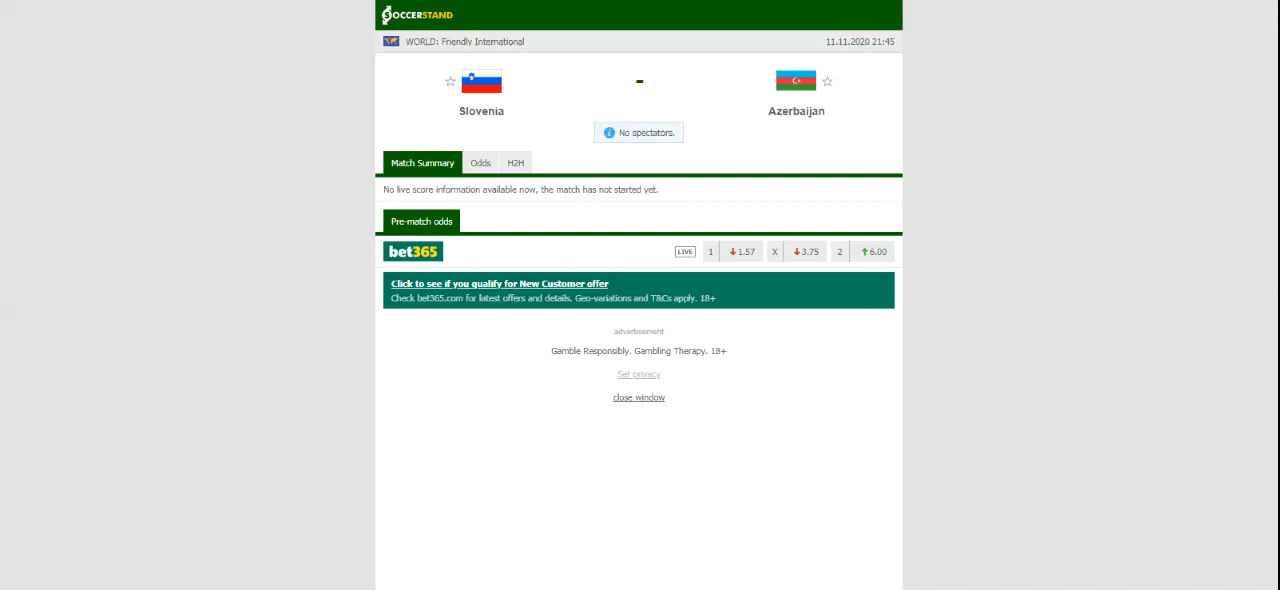 SOCCERSTAND
WORLD: Friendly International 11.11.2020 21:45
-
Slovenia Azerbaijan
No spectators.
Match Summary Odds H2H
No live score information available now, the match has not started yet.
Pre-match odds
bet365 LIVE 1 1.57 X 3.75 2 6.00
Click to see if you qualify for New Customer offer
Check bet365.com for latest offers and details. Geo-variations and T&Cs apply. 18+
advertisement
Gamble Responsibly. Gambling Therapy. 18+
Set privacy
close window